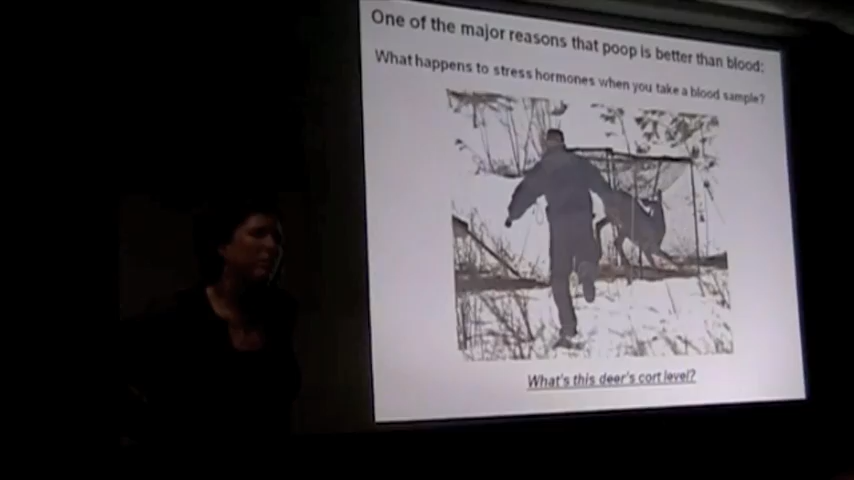 One of the major reasons that poop is better than blood:
What happens to stress hormones when you take a blood sample?
What's this deer's cort level?